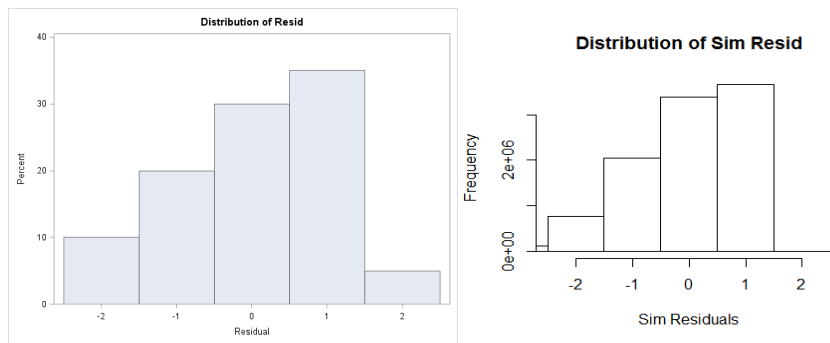 Distribution of Resid
40
30
20
10
0
Percent
-2 -1 0 1 2
Residual
Distribution of Sim Resid
Frequency
2e+06
0e+00
-2 -1 0 1 2
Sim Residuals